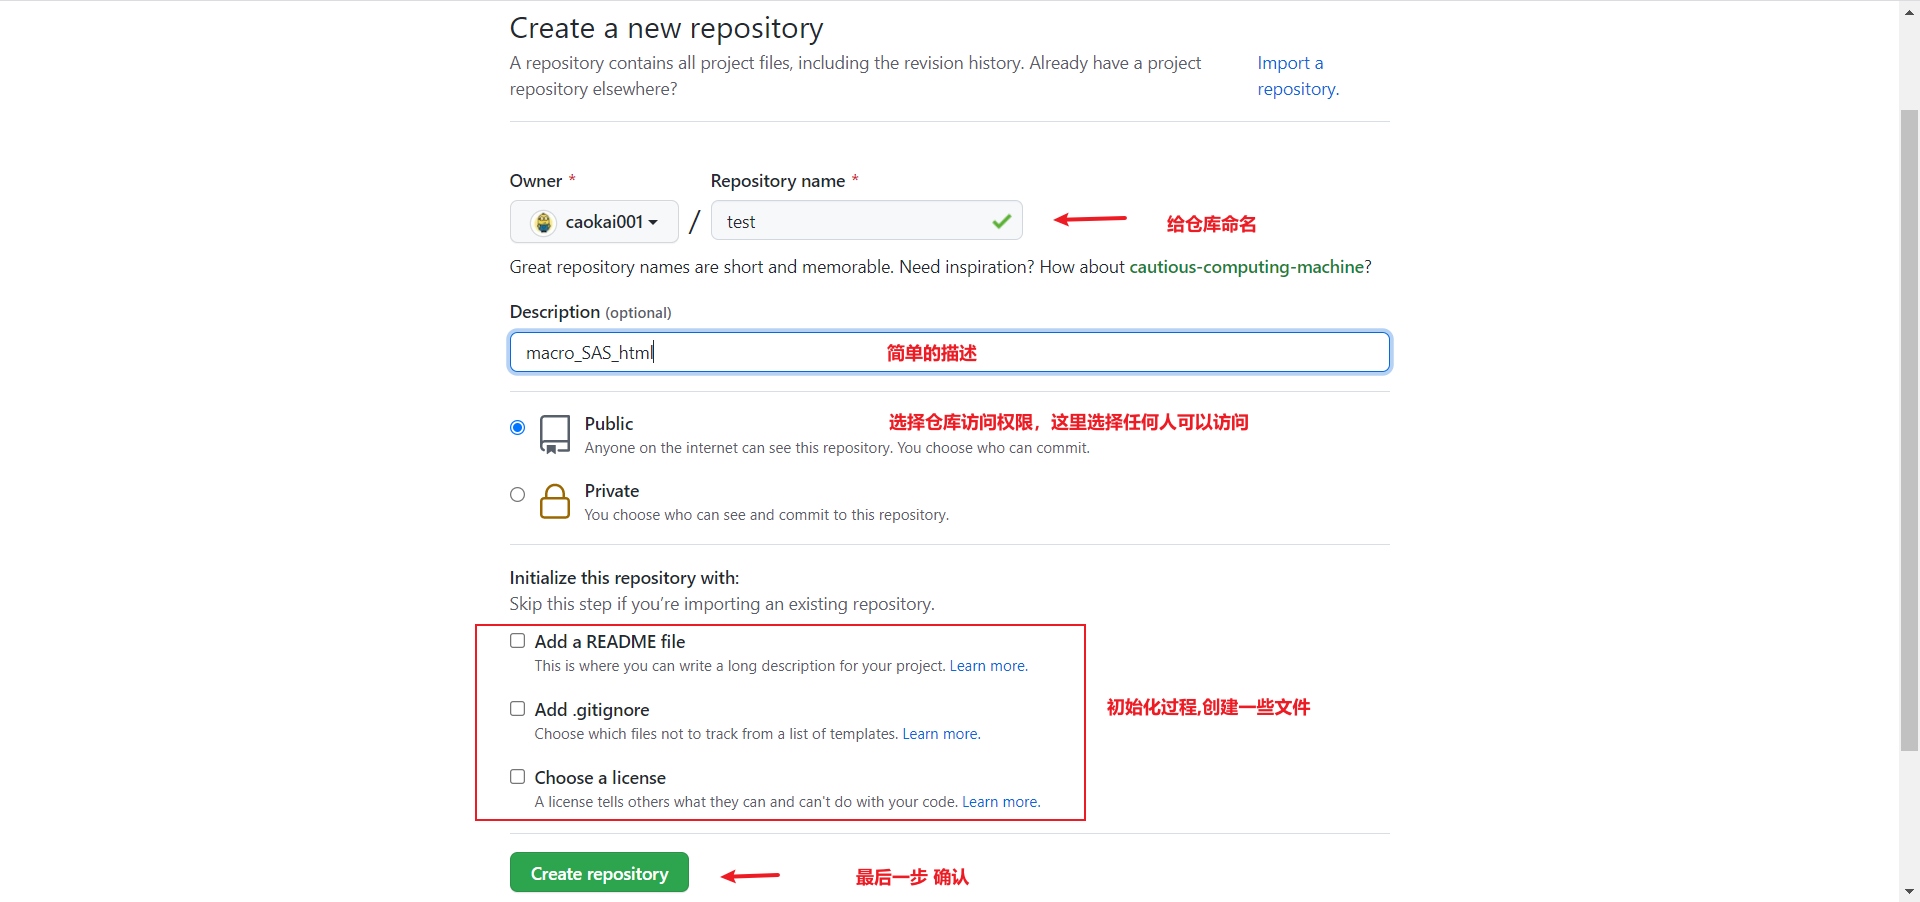 Create a new repository
A repository contains all project files, including the revision history. Already have a project
repository elsewhere?
Import a
repository.
Owner *
Repository name *
caokai001
/
test
给仓库命名
Great repository names are short and memorable. Need inspiration? How about cautious-computing-machine?
Description (optional)
macro_SAS_html
简单的描述
Public
选择仓库访问权限，这里选择任何人可以访问
Anyone on the internet can see this repository. You choose who can commit.
Private
You choose who can see and commit to this repository.
Initialize this repository with:
Skip this step if you’re importing an existing repository.
Add a README file
This is where you can write a long description for your project. Learn more.
Add .gitignore
初始化过程,创建一些文件
Choose which files not to track from a list of templates. Learn more.
Choose a license
A license tells others what they can and can't do with your code. Learn more.
Create repository
最后一步 确认